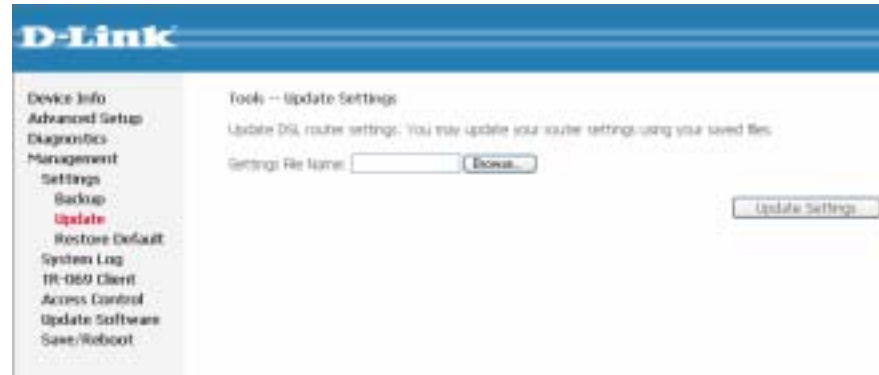 D-Link
Device Info
Advanced Setup
Diagnostics
Management
Settings
Backup
Update
Restore Default
System Log
TR-069 Client
Access Control
Update Software
Save/Reboot
Tools -- Update Settings
Update DSL router settings. You may update your router settings using your saved files.
Settings File Name:
Browse...
Update Settings